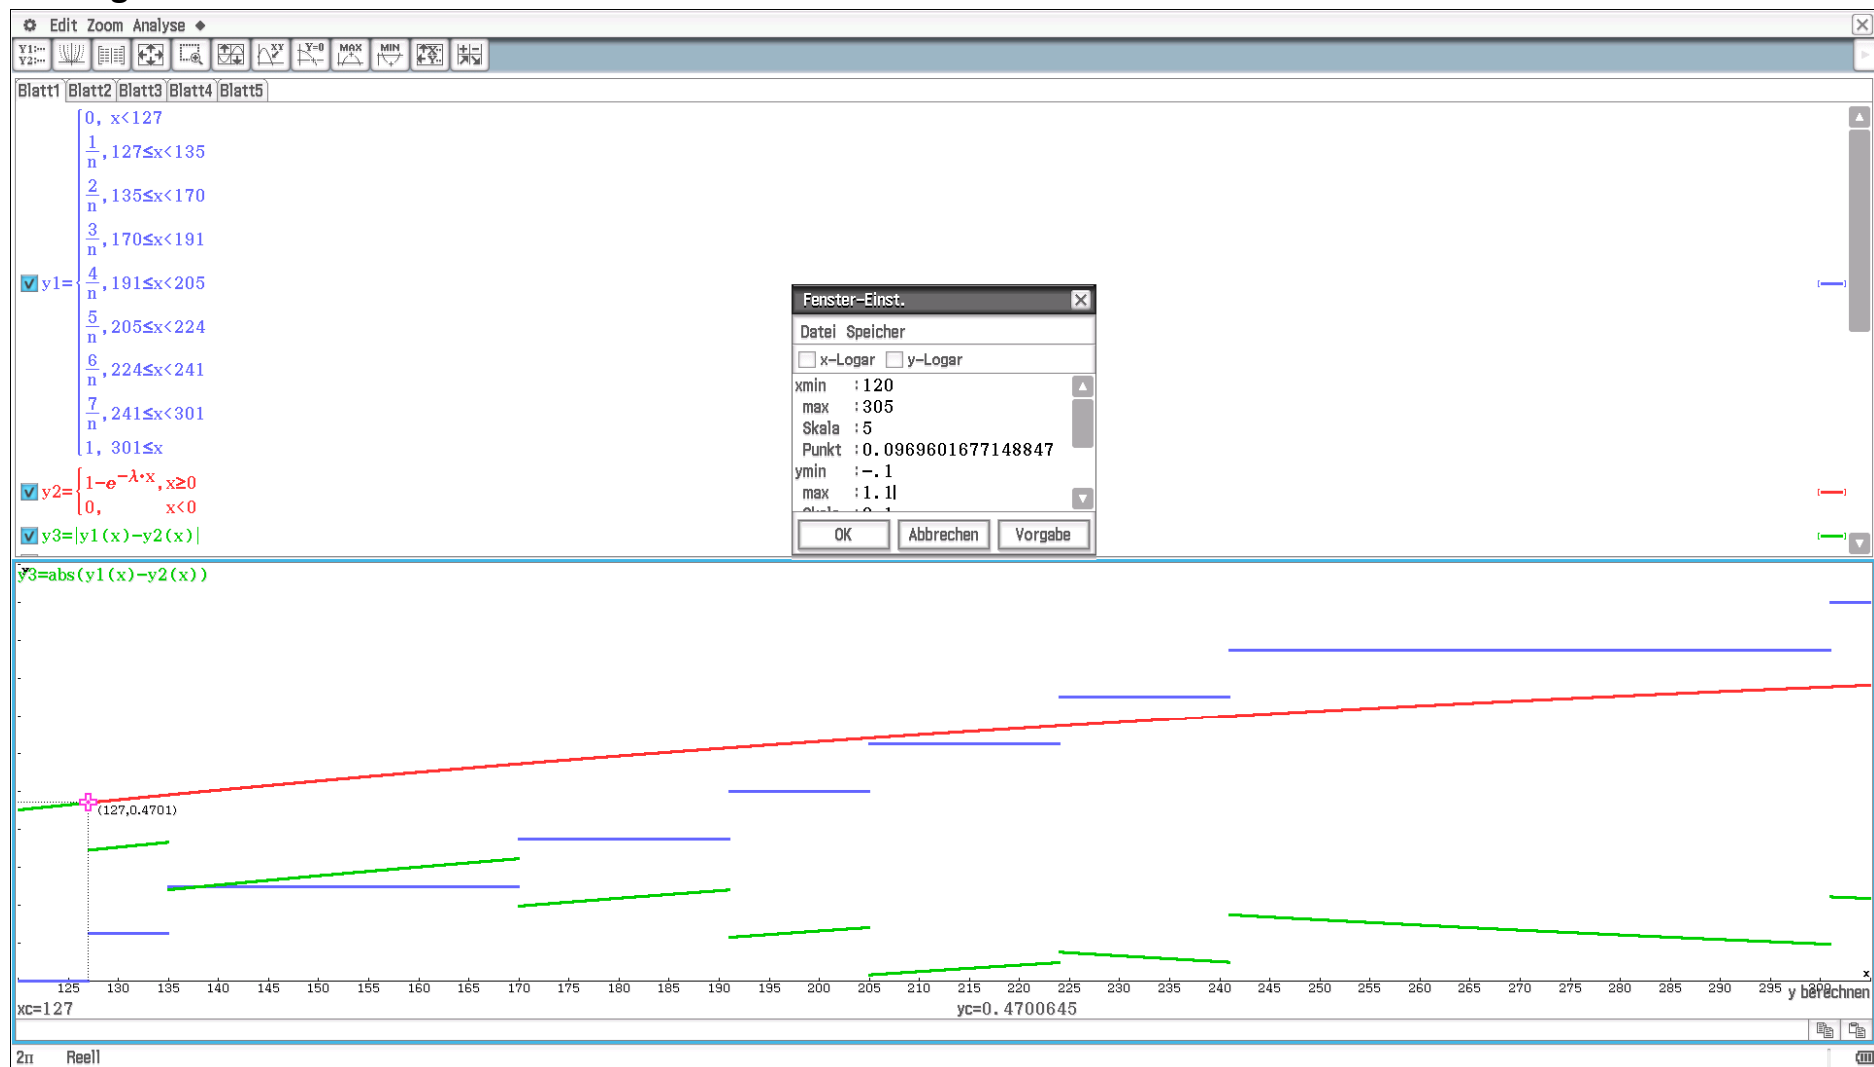 Edit Zoom Analyse ◆
Y1:··· Y2:··· XY Y=0 MAX MIN
Blatt1 Blatt2 Blatt3 Blatt4 Blatt5
0, x<127
1/n, 127≤x<135
2/n, 135≤x<170
3/n, 170≤x<191
y1= 4/n, 191≤x<205
5/n, 205≤x<224
6/n, 224≤x<241
7/n, 241≤x<301
1, 301≤x
y2= 1-e^-λ·x, x≥0
0, x<0
y3=|y1(x)-y2(x)|
Fenster-Einst.
Datei Speicher
x-Logar y-Logar
xmin :120
max :305
Skala :5
Punkt :0.0969601677148847
ymin :-.1
max :1.1
OK Abbrechen Vorgabe
y3=abs(y1(x)-y2(x))
(127,0.4701)
x
125 130 135 140 145 150 155 160 165 170 175 180 185 190 195 200 205 210 215 220 225 230 235 240 245 250 255 260 265 270 275 280 285 290 295
y berechnen
xc=127 yc=0.4700645
2π Reell